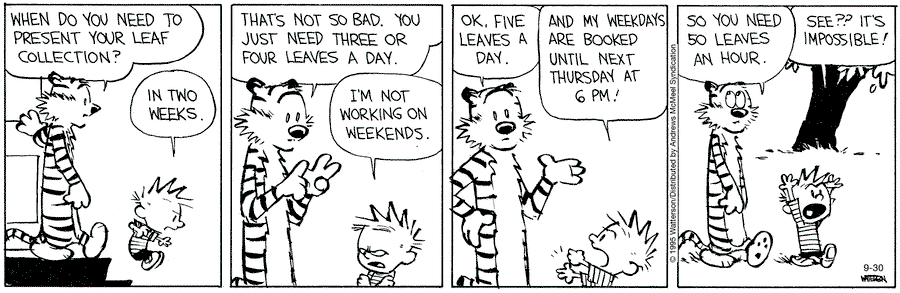 WHEN DO YOU NEED TO
PRESENT YOUR LEAF
COLLECTION?
IN TWO
WEEKS.
THAT'S NOT SO BAD. YOU
JUST NEED THREE OR
FOUR LEAVES A DAY.
I'M NOT
WORKING ON
WEEKENDS.
OK, FIVE
LEAVES A
DAY.
AND MY WEEKDAYS
ARE BOOKED
UNTIL NEXT
THURSDAY AT
6 PM!
© 1995 Watterson/Distributed by Andrews McMeel Syndication
SO YOU NEED
50 LEAVES
AN HOUR.
SEE?? IT'S
IMPOSSIBLE!
9-30
WATTERSON